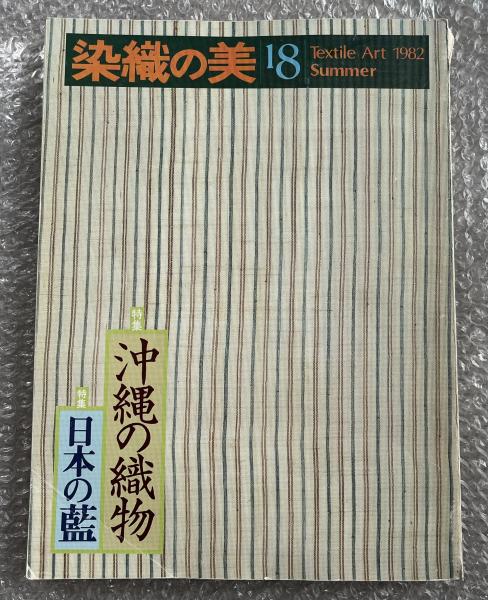 染織の美
18
Textile Art 1982
Summer
特集
沖縄の織物
特集
日本の藍